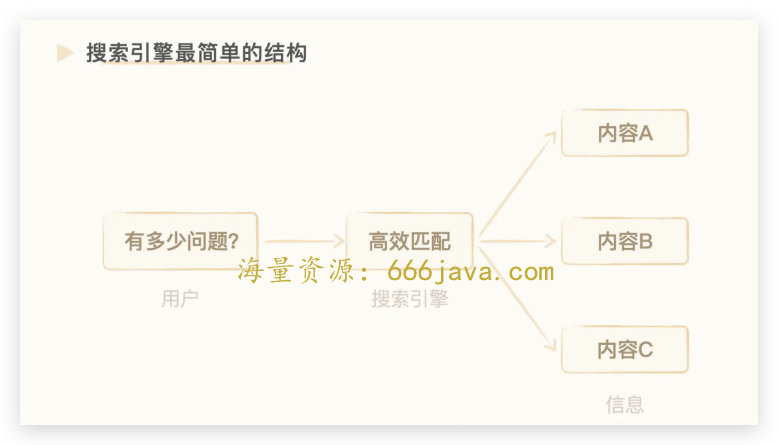 搜索引擎最简单的结构
内容A
有多少问题?
高效匹配
内容B
海量资源：666java.com
用户
搜索引擎
内容C
信息